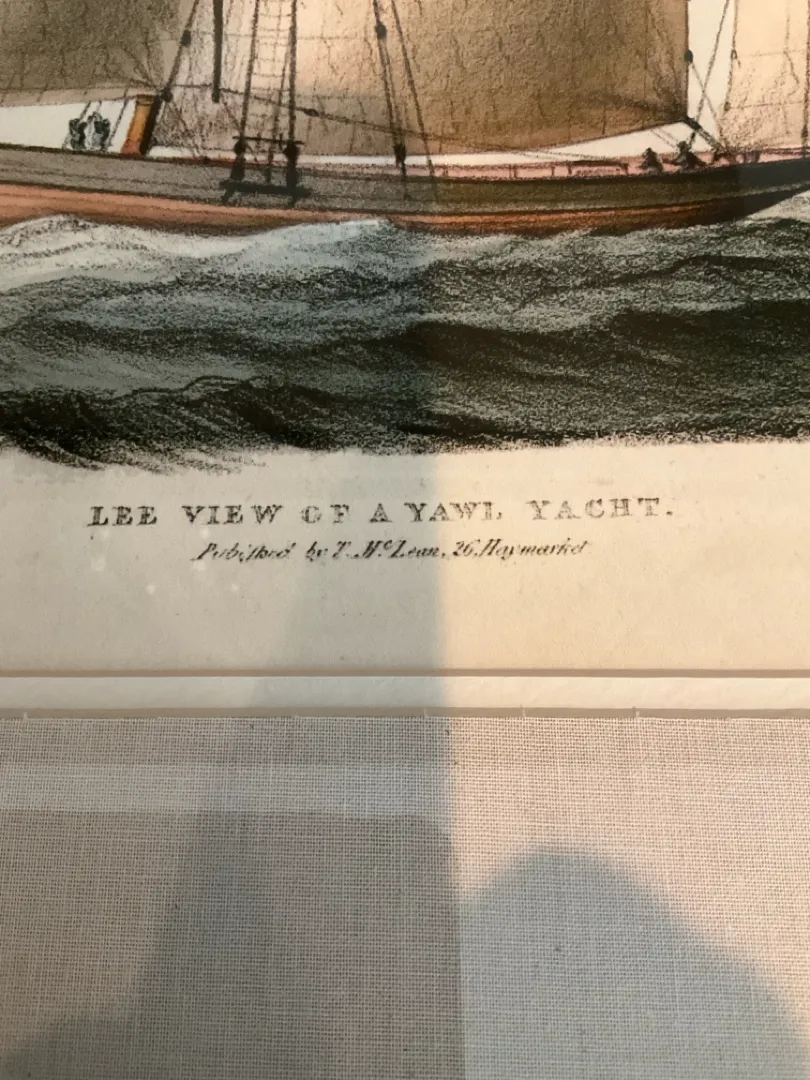 LEE VIEW OF A YAWL YACHT.
Published by T. McLean, 26, Haymarket